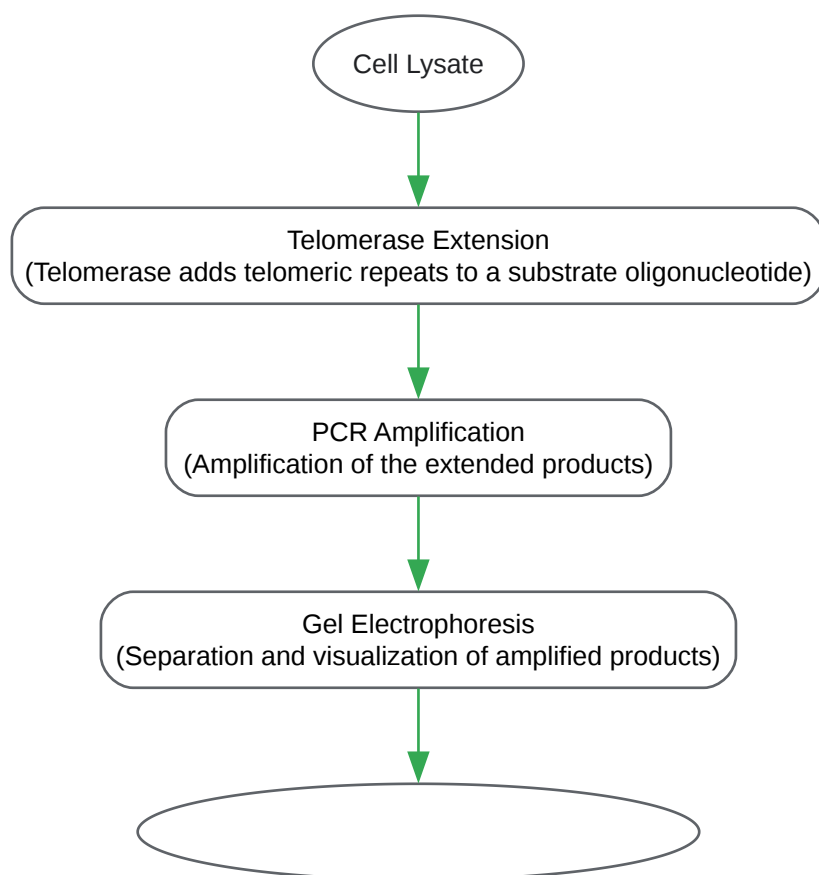 Cell Lysate
Telomerase Extension
(Telomerase adds telomeric repeats to a substrate oligonucleotide)
PCR Amplification
(Amplification of the extended products)
Gel Electrophoresis
(Separation and visualization of amplified products)